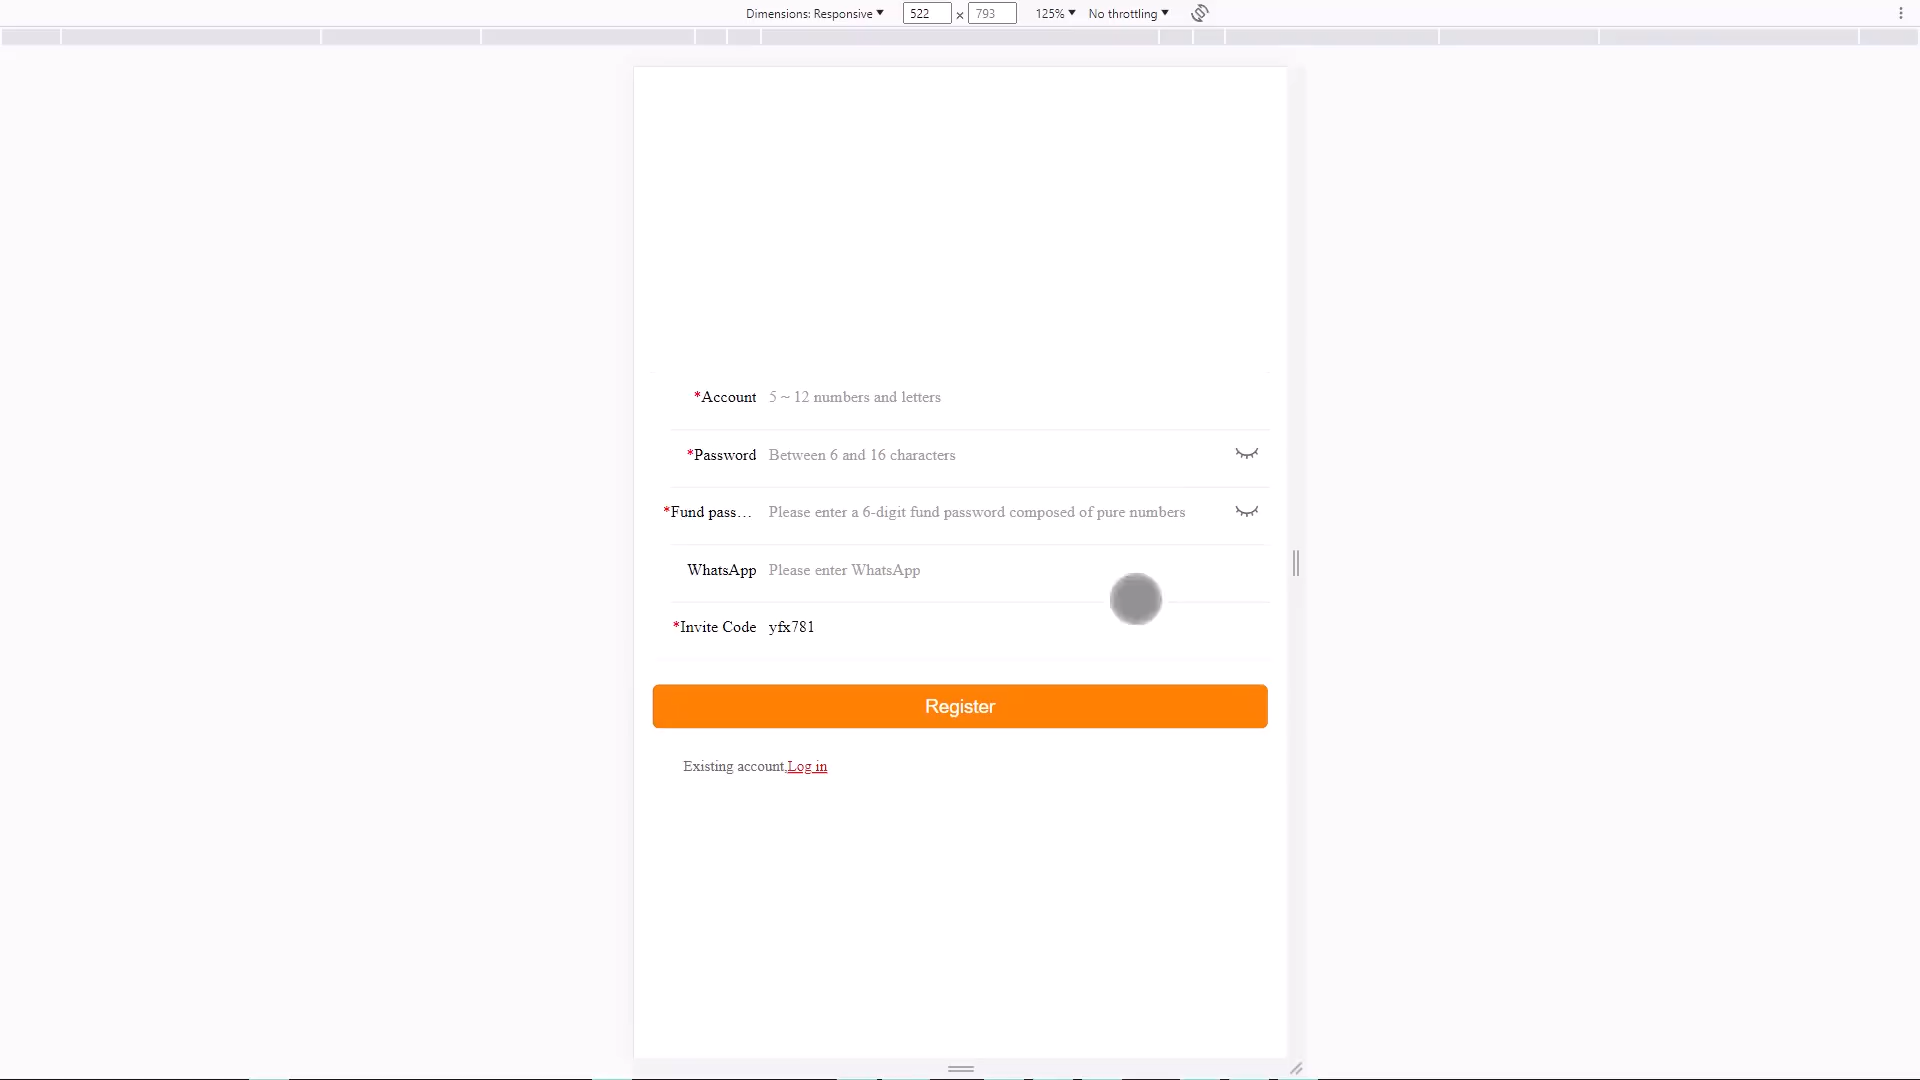 Dimensions: Responsive 522 × 793 125% No throttling
*Account 5 ~ 12 numbers and letters
*Password Between 6 and 16 characters
*Fund pass... Please enter a 6-digit fund password composed of pure numbers
WhatsApp Please enter WhatsApp
*Invite Code yfx781
Register
Existing account,Log in